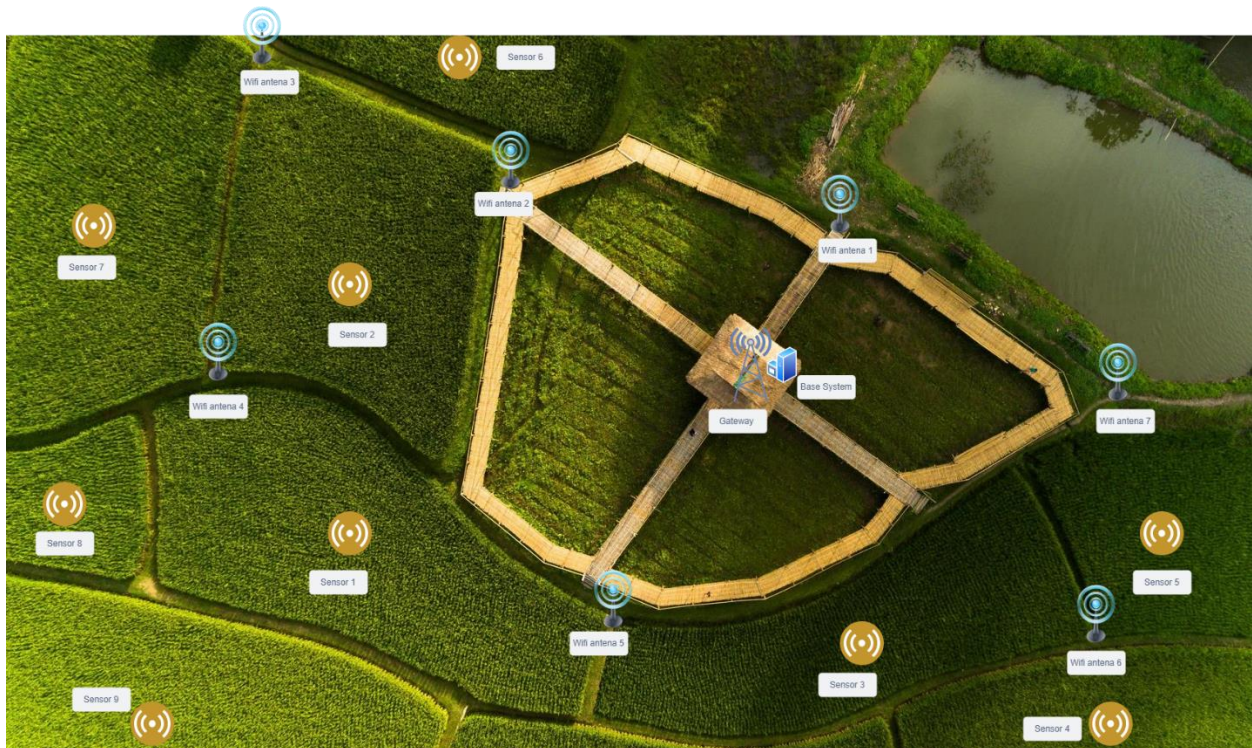 Sensor 6
Wifi antena 3
Wifi antena 2
Wifi antena 1
Sensor 7
Sensor 2
Base System
Wifi antena 4
Gateway
Wifi antena 7
Sensor 8
Sensor 1
Sensor 5
Wifi antena 5
Wifi antena 6
Sensor 3
Sensor 9
Sensor 4